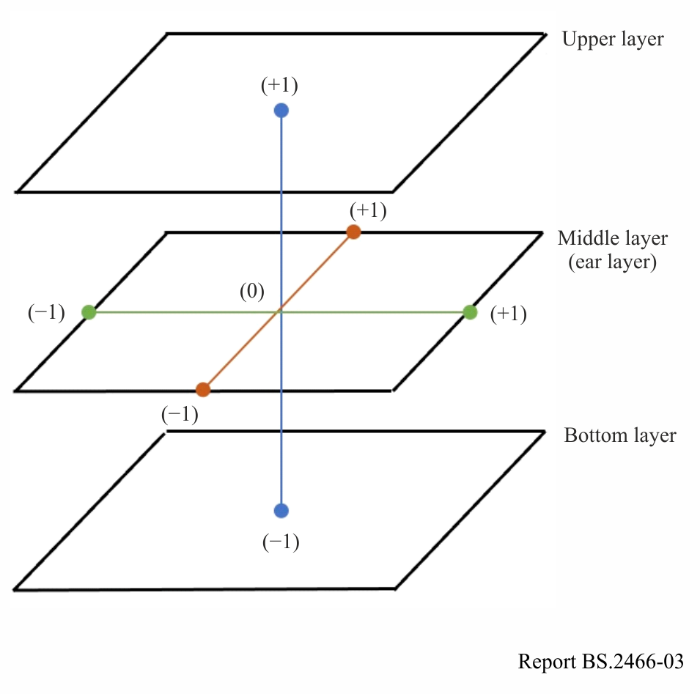 Upper layer
(+1)
(+1)
Middle layer
(ear layer)
(0)
(−1)
(+1)
(−1)
Bottom layer
(−1)
Report BS.2466-03